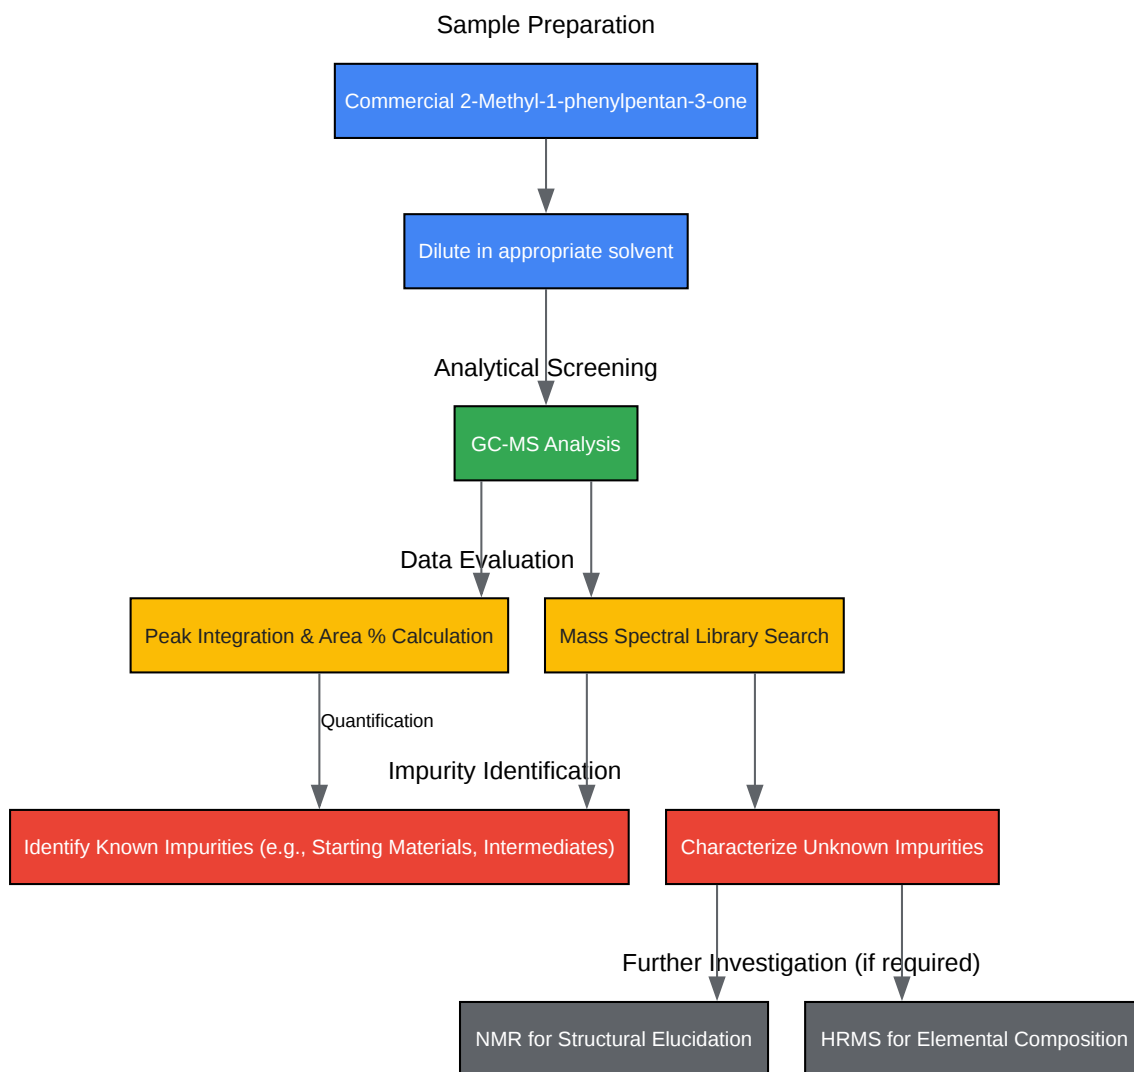 Sample Preparation
Commercial 2-Methyl-1-phenylpentan-3-one
Dilute in appropriate solvent
Analytical Screening
GC-MS Analysis
Data Evaluation
Peak Integration & Area % Calculation
Mass Spectral Library Search
Quantification
Impurity Identification
Identify Known Impurities (e.g., Starting Materials, Intermediates)
Characterize Unknown Impurities
Further Investigation (if required)
NMR for Structural Elucidation
HRMS for Elemental Composition